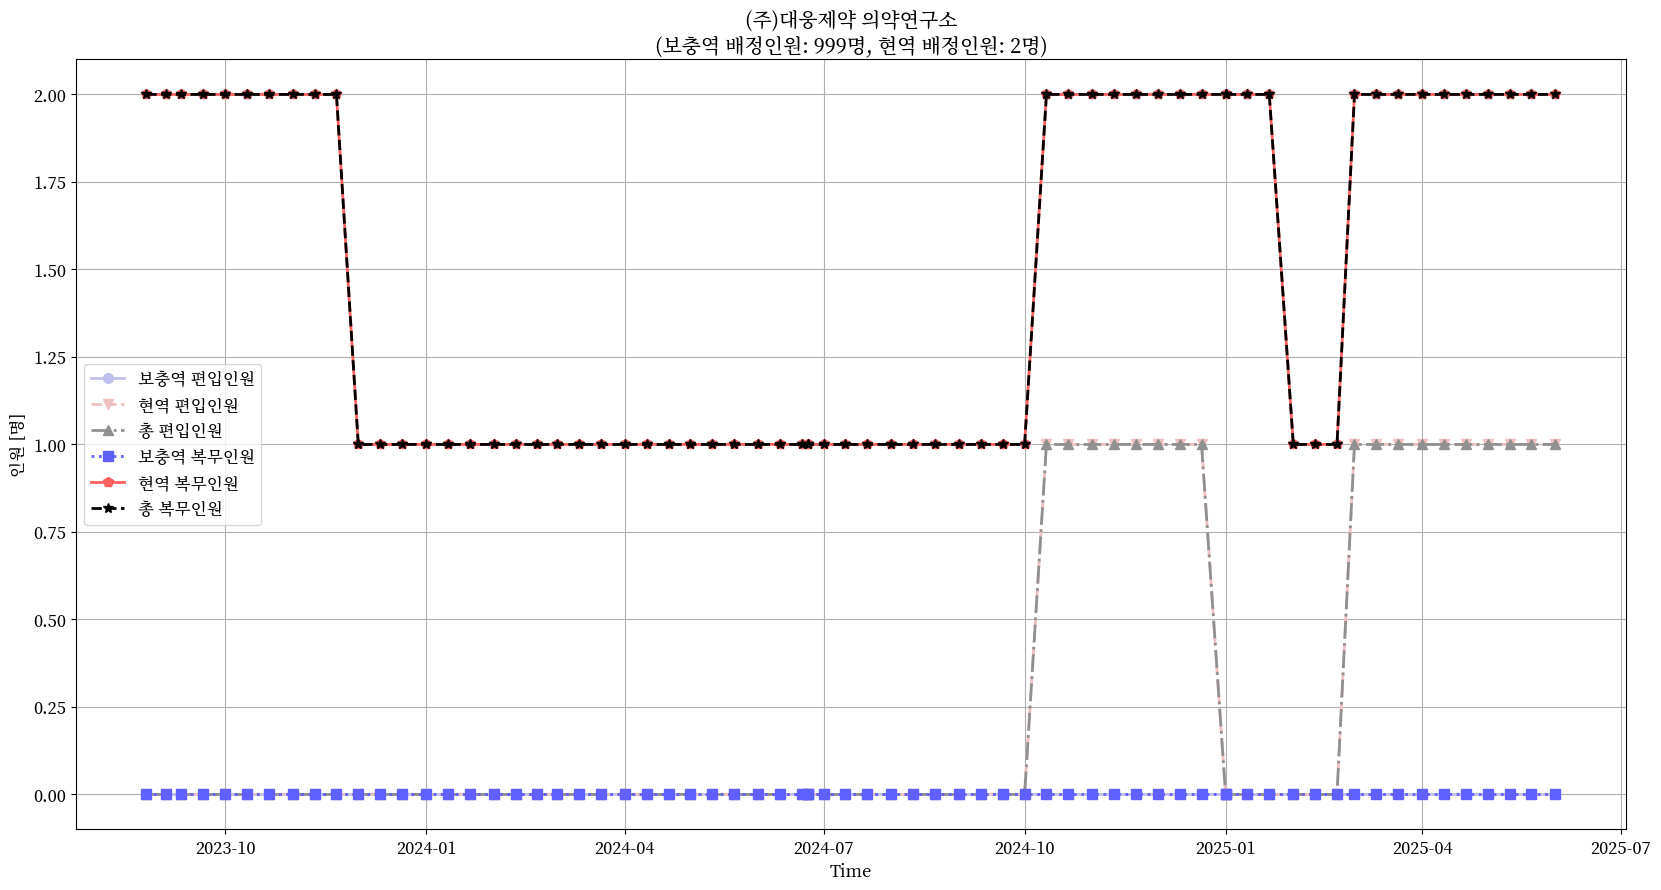 (주)대웅제약 의약연구소
(보충역 배정인원: 999명, 현역 배정인원: 2명)
인원 [명]
2.00
1.75
1.50
1.25
1.00
0.75
0.50
0.25
0.00
보충역 편입인원
현역 편입인원
총 편입인원
보충역 복무인원
현역 복무인원
총 복무인원
2023-10
2024-01
2024-04
2024-07
2024-10
2025-01
2025-04
2025-07
Time